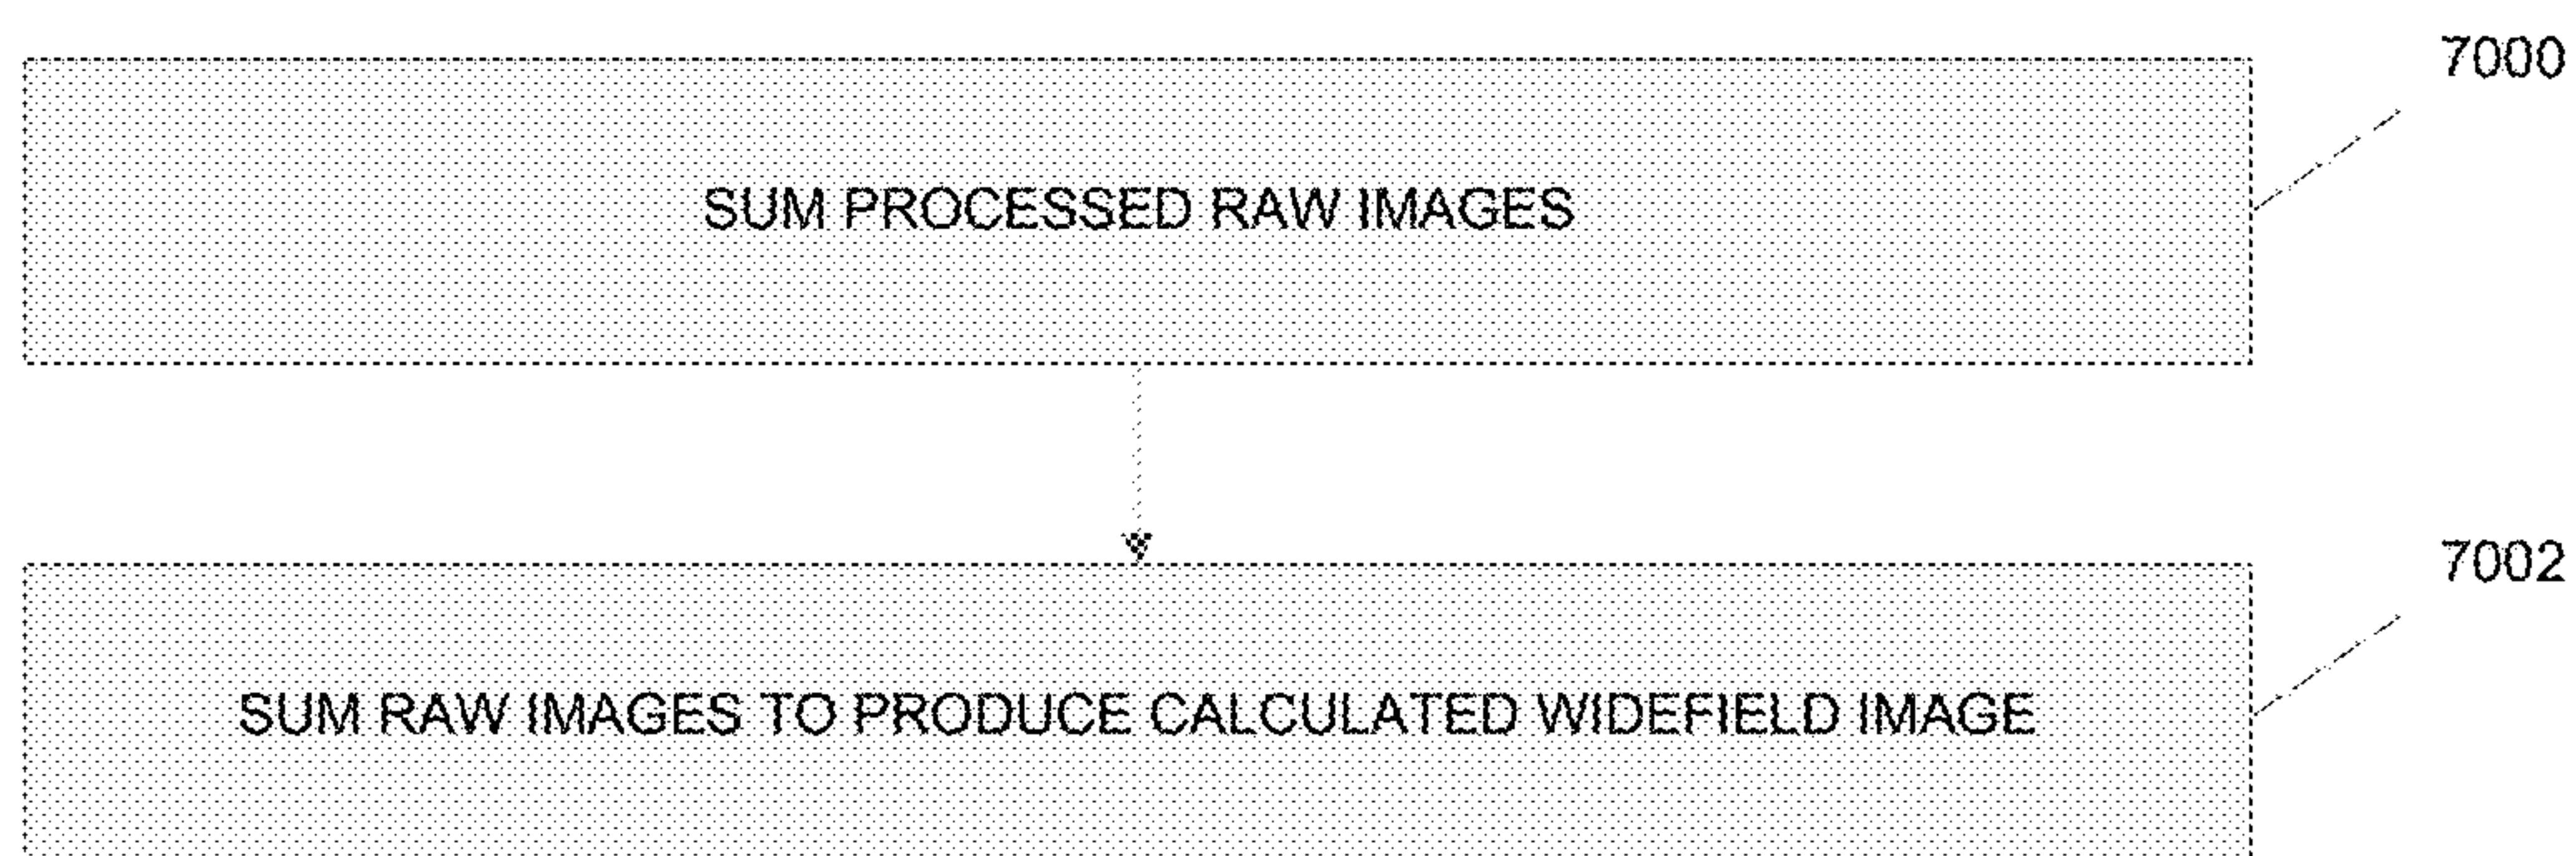 7000
SUM PROCESSED RAW IMAGES
7002
SUM RAW IMAGES TO PRODUCE CALCULATED WIDEFIELD IMAGE